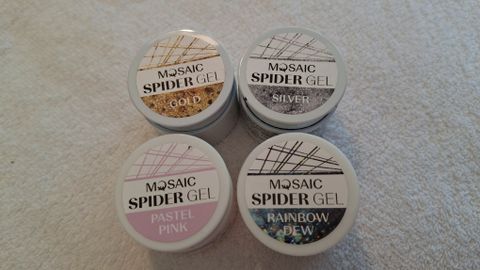 MOSAIC
SPIDER GEL
GOLD
MOSAIC
SPIDER GEL
SILVER
MOSAIC
SPIDER GEL
PASTEL
PINK
MOSAIC
SPIDER GEL
RAINBOW
DEW